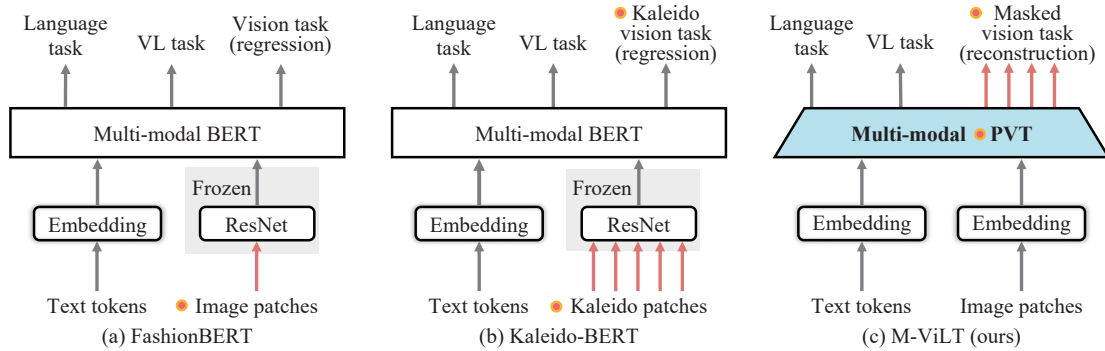 Language
task
VL task
Vision task
(regression)
Multi-modal BERT
Frozen
Embedding
ResNet
Text tokens
Image patches
(a) FashionBERT
Language
task
VL task
Kaleido
vision task
(regression)
Multi-modal BERT
Frozen
Embedding
ResNet
Text tokens
Kaleido patches
(b) Kaleido-BERT
Language
task
VL task
Masked
vision task
(reconstruction)
Multi-modal PVT
Embedding
Embedding
Text tokens
Image patches
(c) M-ViLT (ours)